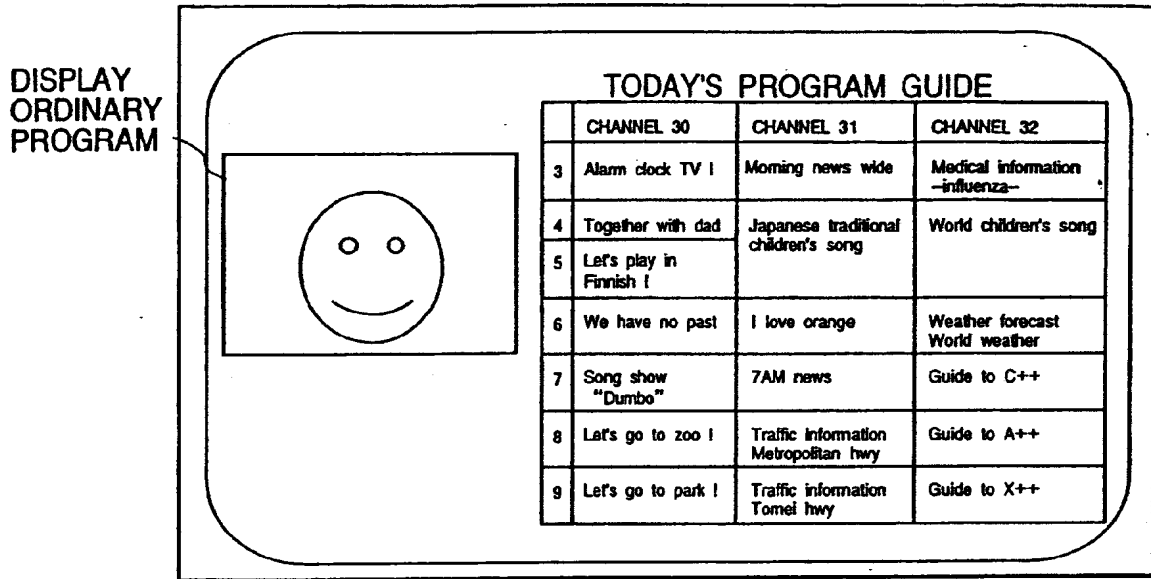 DISPLAY
ORDINARY
PROGRAM
TODAY'S PROGRAM GUIDE
CHANNEL 30 CHANNEL 31 CHANNEL 32
3 Alarm clock TV ! Morning news wide Medical information
-influenza-
4 Together with dad Japanese traditional World children's song
children's song
5 Let's play in
Finnish !
6 We have no past I love orange Weather forecast
World weather
7 Song show 7AM news Guide to C++
"Dumbo"
8 Let's go to zoo ! Traffic information Guide to A++
Metropolitan hwy
9 Let's go to park ! Traffic information Guide to X++
Tomei hwy